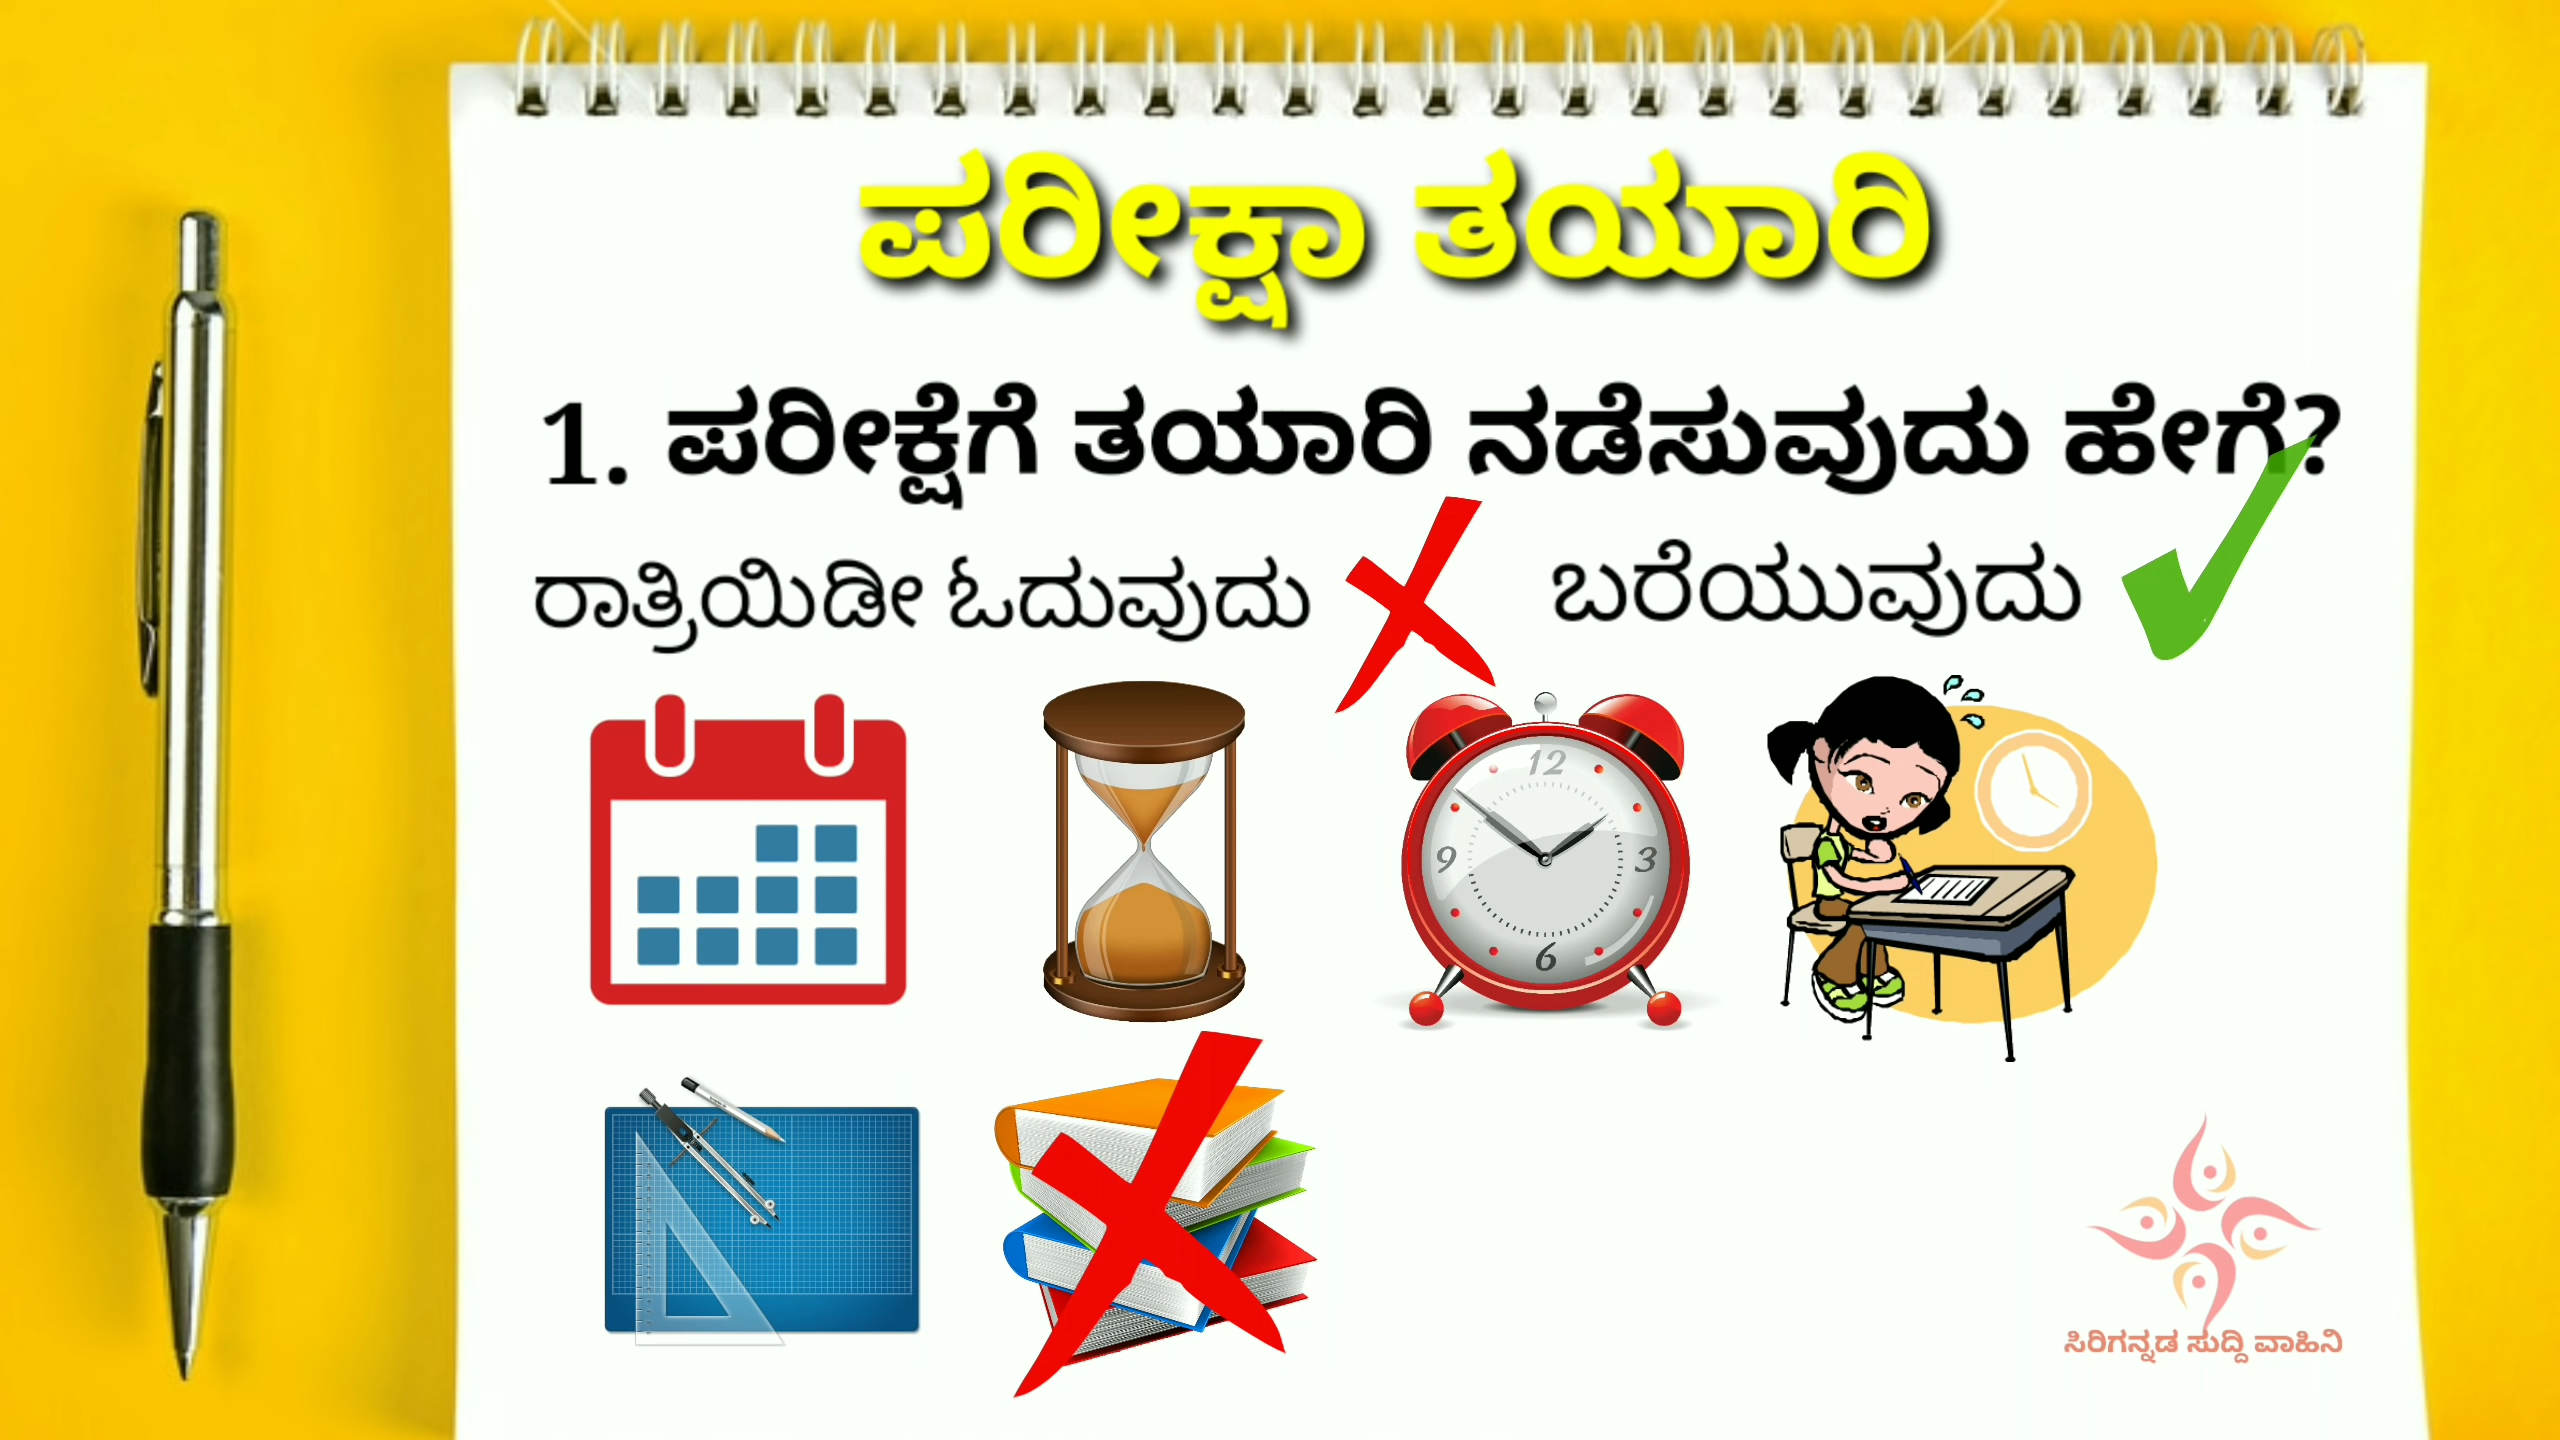 ಪರೀಕ್ಷಾ ತಯಾರಿ
1. ಪರೀಕ್ಷೆಗೆ ತಯಾರಿ ನಡೆಸುವುದು ಹೇಗೆ?
ರಾತ್ರಿಯಿಡೀ ಓದುವುದು ಬರೆಯುವುದು
12
9 3
6
ಸಿರಿಗನ್ನಡ ಸುದ್ದಿ ವಾಹಿನಿ